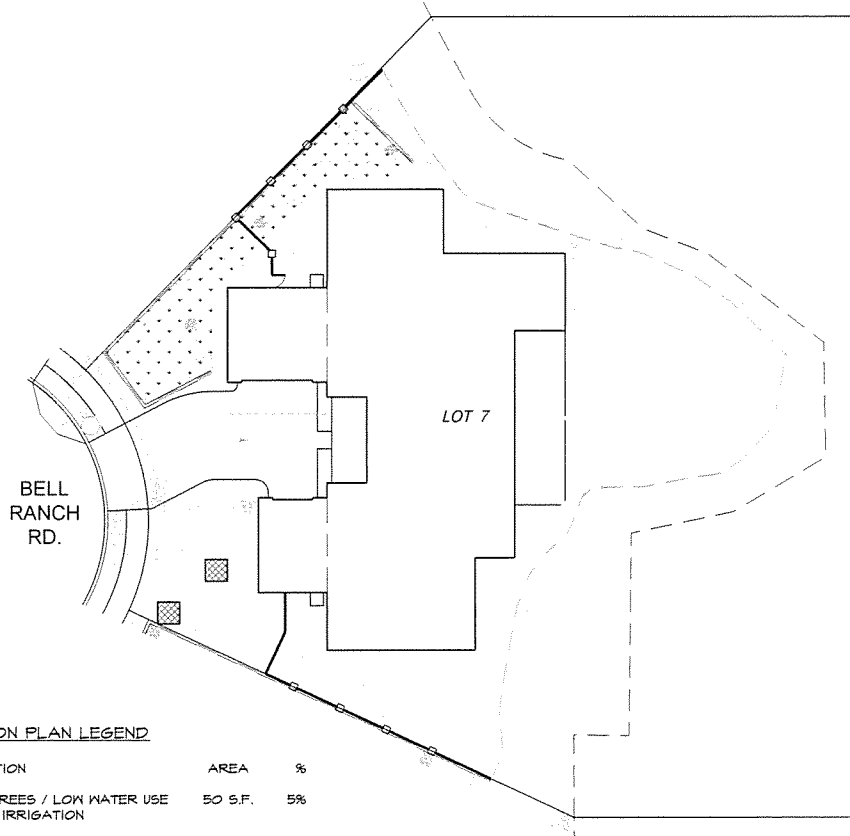 LOT 7
BELL
RANCH
RD.
ON PLAN LEGEND
TION AREA %
REES / LOW WATER USE 50 S.F. 5%
IRRIGATION